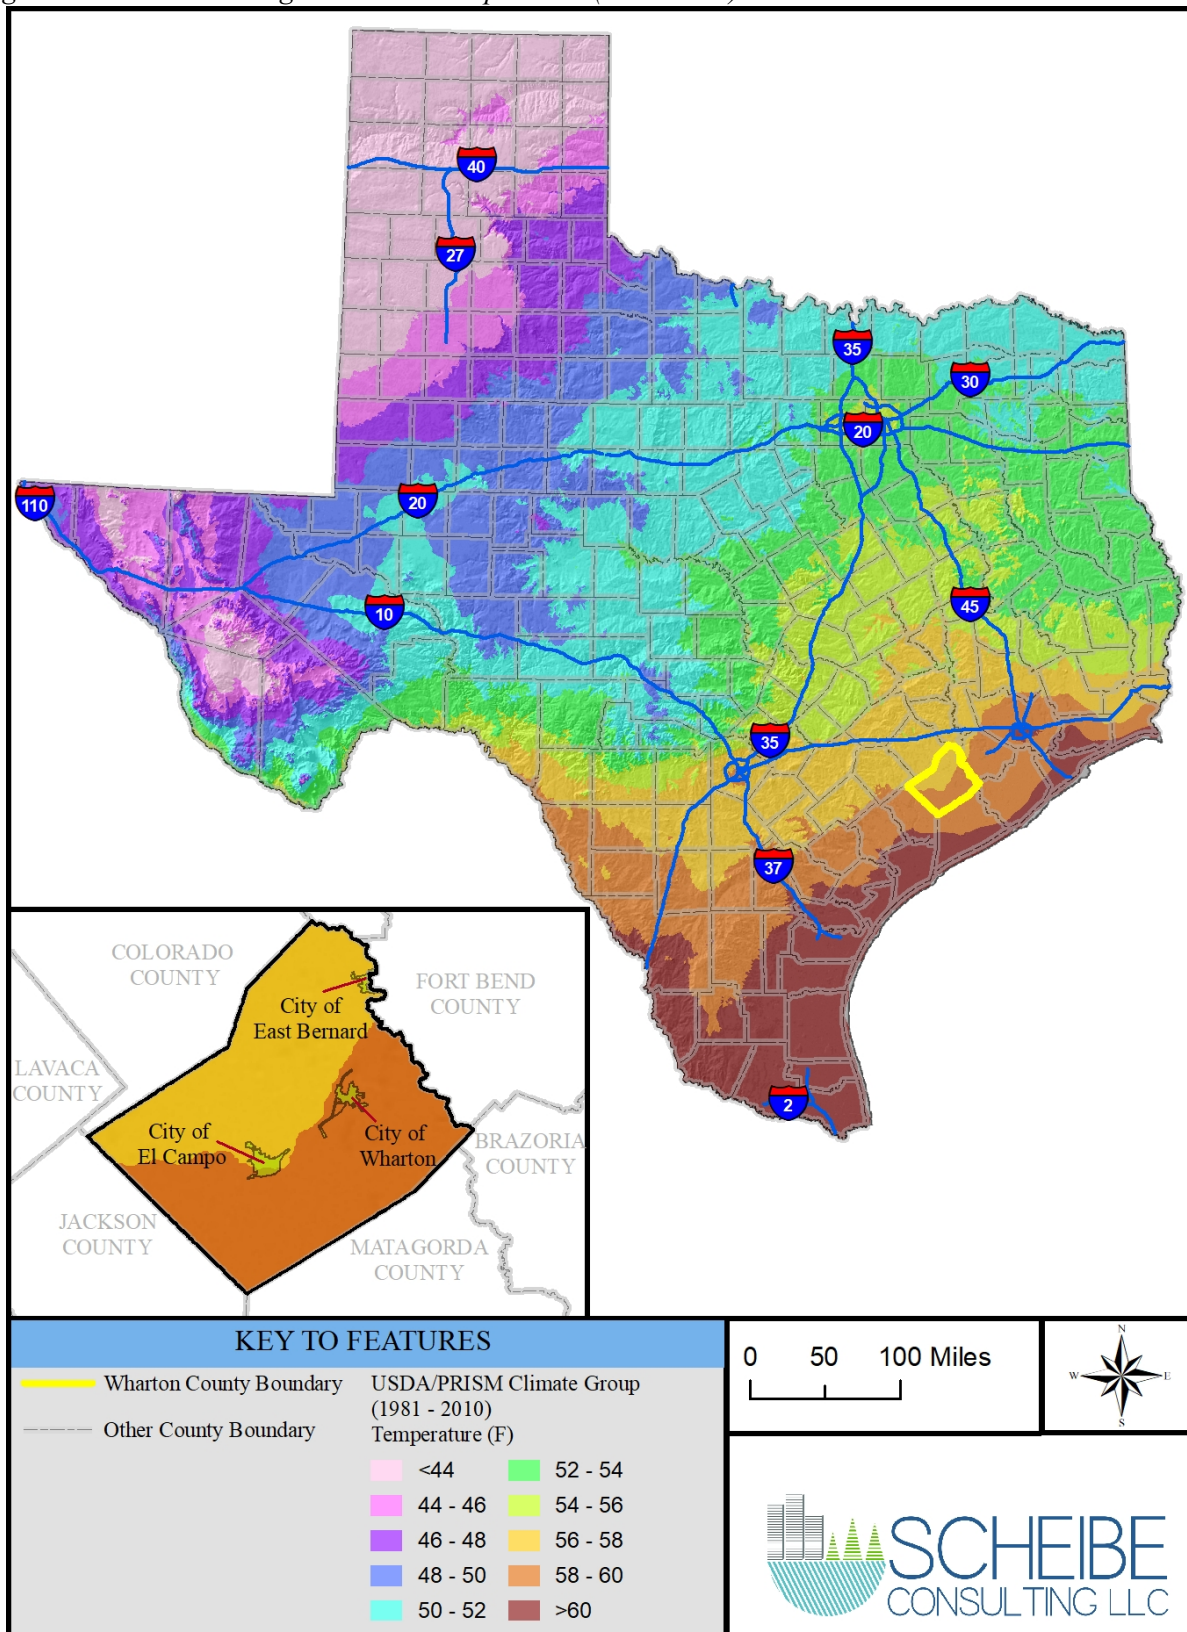 40
27
35
30
20
110
20
10
45
35
37
2
COLORADO
COUNTY
FORT BEND
COUNTY
City of
East Bernard
LAVACA
COUNTY
City of
El Campo
City of
Wharton
BRAZORIA
COUNTY
JACKSON
COUNTY
MATAGORDA
COUNTY
KEY TO FEATURES
Wharton County Boundary
Other County Boundary
USDA/PRISM Climate Group
(1981 - 2010)
Temperature (F)
<44
44 - 46
46 - 48
48 - 50
50 - 52
52 - 54
54 - 56
56 - 58
58 - 60
>60
0 50 100 Miles
N
W E
S
SCHEIBE
CONSULTING LLC